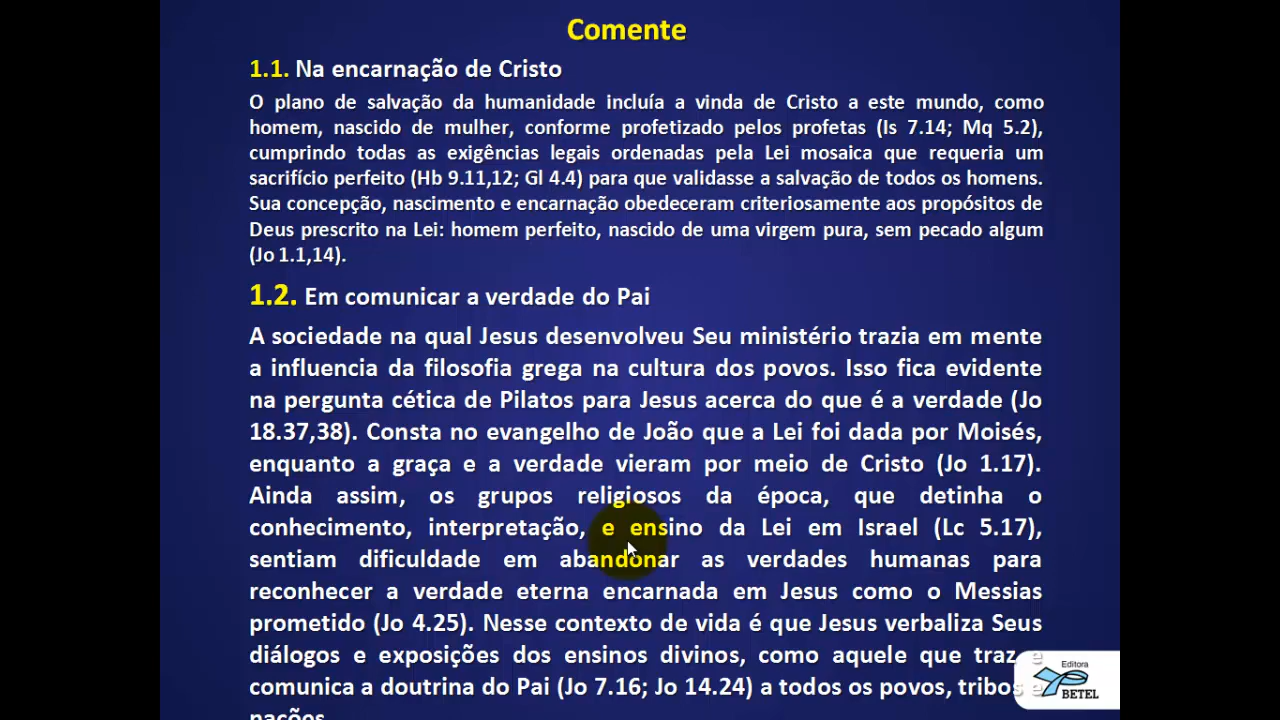 Comente
1.1. Na encarnação de Cristo
O plano de salvação da humanidade incluía a vinda de Cristo a este mundo, como
homem, nascido de mulher, conforme profetizado pelos profetas (Is 7.14; Mq 5.2),
cumprindo todas as exigências legais ordenadas pela Lei mosaica que requeria um
sacrifício perfeito (Hb 9.11,12; Gl 4.4) para que validasse a salvação de todos os homens.
Sua concepção, nascimento e encarnação obedeceram criteriosamente aos propósitos de
Deus prescrito na Lei: homem perfeito, nascido de uma virgem pura, sem pecado algum
(Jo 1.1,14).
1.2. Em comunicar a verdade do Pai
A sociedade na qual Jesus desenvolveu Seu ministério trazia em mente
a influencia da filosofia grega na cultura dos povos. Isso fica evidente
na pergunta cética de Pilatos para Jesus acerca do que é a verdade (Jo
18.37,38). Consta no evangelho de João que a Lei foi dada por Moisés,
enquanto a graça e a verdade vieram por meio de Cristo (Jo 1.17).
Ainda assim, os grupos religiosos da época, que detinha o
conhecimento, interpretação, e ensino da Lei em Israel (Lc 5.17),
sentiam dificuldade em abandonar as verdades humanas para
reconhecer a verdade eterna encarnada em Jesus como o Messias
prometido (Jo 4.25). Nesse contexto de vida é que Jesus verbaliza Seus
diálogos e exposições dos ensinos divinos, como aquele que traz e
comunica a doutrina do Pai (Jo 7.16; Jo 14.24) a todos os povos, tribos e
nações.
Editora
BETEL